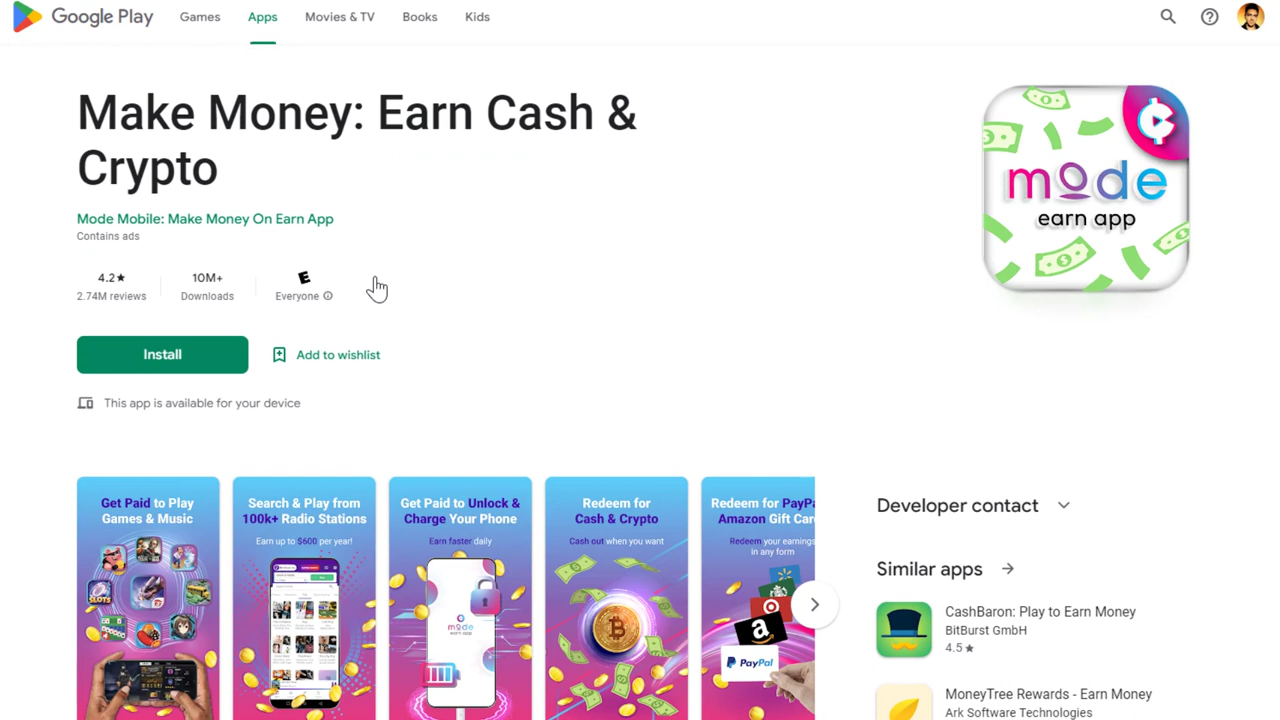 Google Play
Games
Apps
Movies & TV
Books
Kids
Make Money: Earn Cash &
Crypto
Mode Mobile: Make Money On Earn App
Contains ads
4.2★
2.74M reviews
10M+
Downloads
E
Everyone
Install
Add to wishlist
This app is available for your device
mode
earn app
Get Paid to Play
Games & Music
SLOTS
Search & Play from
100k+ Radio Stations
Earn up to $600 per year!
Get Paid to Unlock &
Charge Your Phone
Earn faster daily
mode
earn app
Redeem for
Cash & Crypto
Cash out when you want
Redeem for PayPa
Amazon Gift Car
Redeem your earnings
in any form
a
PayPal
Developer contact
Similar apps
CashBaron: Play to Earn Money
BitBurst GmbH
4.5★
MoneyTree Rewards - Earn Money
Ark Software Technologies